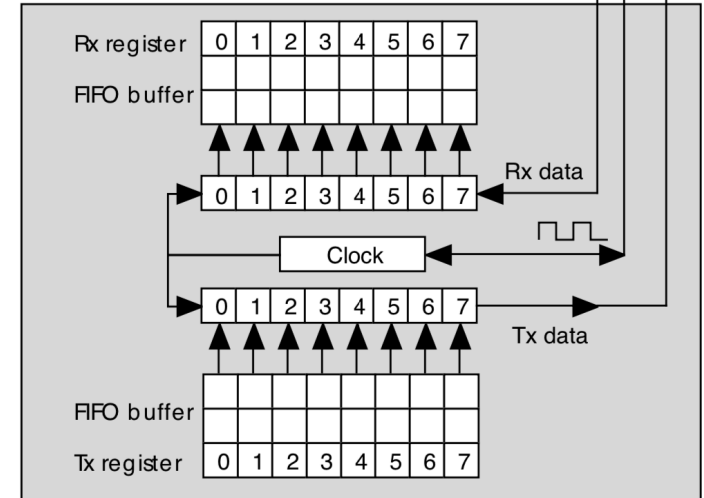 Rx register 0 1 2 3 4 5 6 7
FIFO buffer
Rx data
0 1 2 3 4 5 6 7
Clock
0 1 2 3 4 5 6 7
Tx data
FIFO buffer
Tx register 0 1 2 3 4 5 6 7